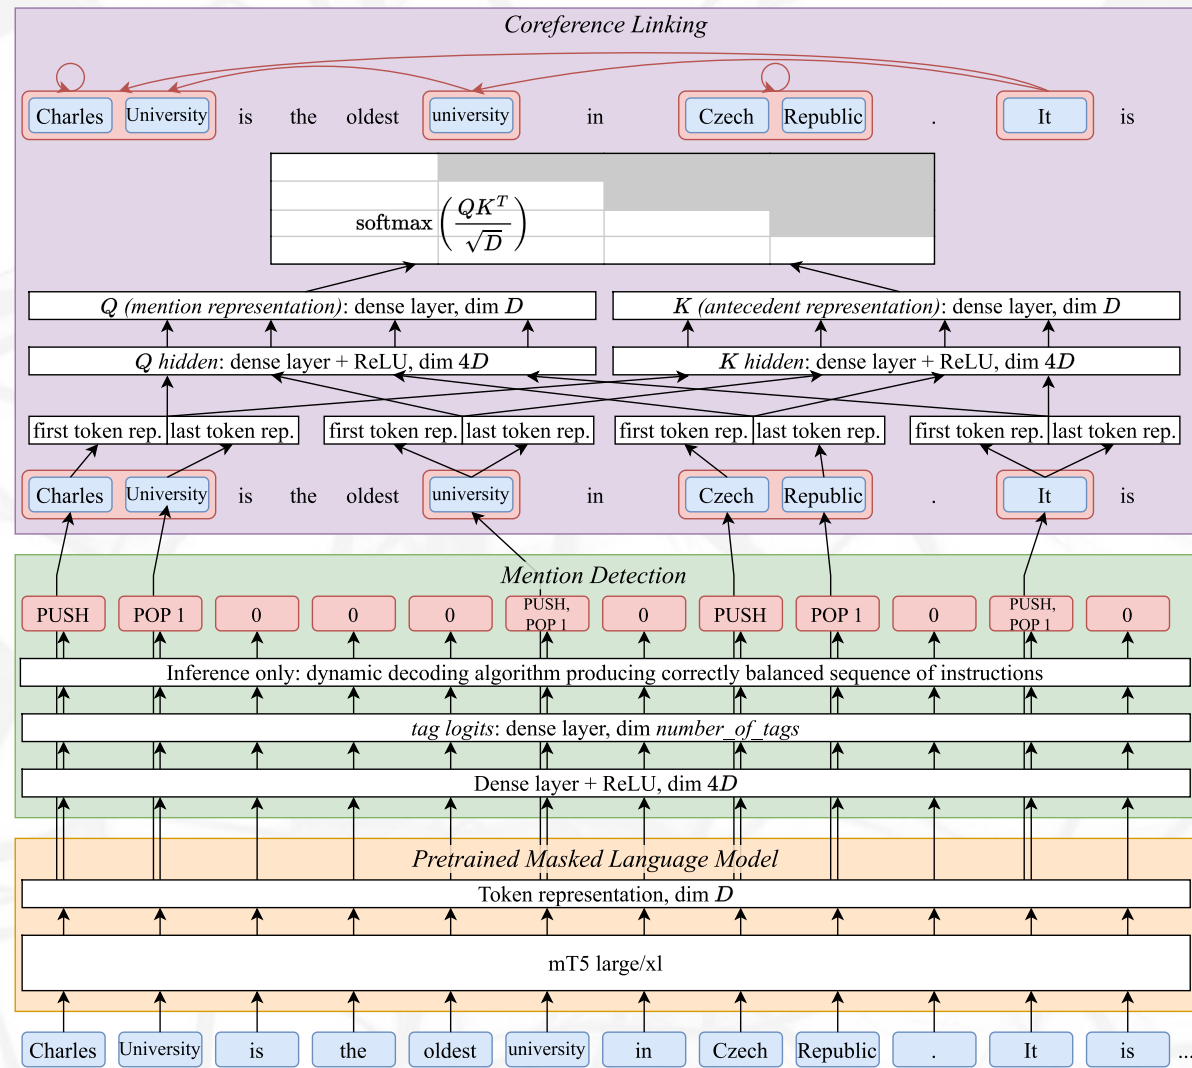 Coreference Linking
Charles University is the oldest university in Czech Republic . It is
softmax(QK^T/√D)
Q (mention representation): dense layer, dim D K (antecedent representation): dense layer, dim D
Q hidden: dense layer + ReLU, dim 4D K hidden: dense layer + ReLU, dim 4D
first token rep. last token rep. first token rep. last token rep. first token rep. last token rep. first token rep. last token rep.
Charles University is the oldest university in Czech Republic . It is
Mention Detection
PUSH POP 1 0 0 0 PUSH, POP 1 0 PUSH POP 1 0 PUSH, POP 1 0
Inference only: dynamic decoding algorithm producing correctly balanced sequence of instructions
tag logits: dense layer, dim number_of_tags
Dense layer + ReLU, dim 4D
Pretrained Masked Language Model
Token representation, dim D
mT5 large/xl
Charles University is the oldest university in Czech Republic . It is ...